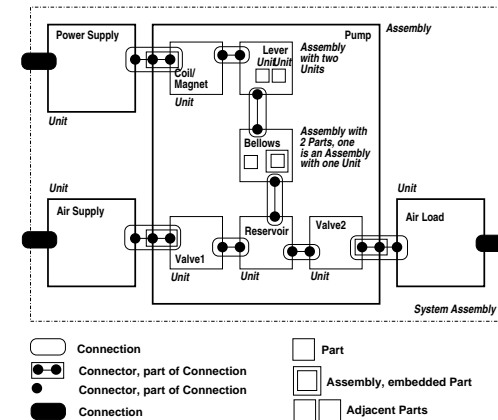 Power Supply
Pump
Assembly
Lever
Unit
Unit
Assembly
with two
Units
Coil/
Magnet
Unit
Unit
Bellows
Assembly with
2 Parts, one
is an Assembly
with one Unit
Unit
Unit
Air Supply
Reservoir
Valve2
Air Load
Valve1
Unit
Unit
Unit
System Assembly
Connection
Connector, part of Connection
Connector, part of Connection
Connection
Part
Assembly, embedded Part
Adjacent Parts